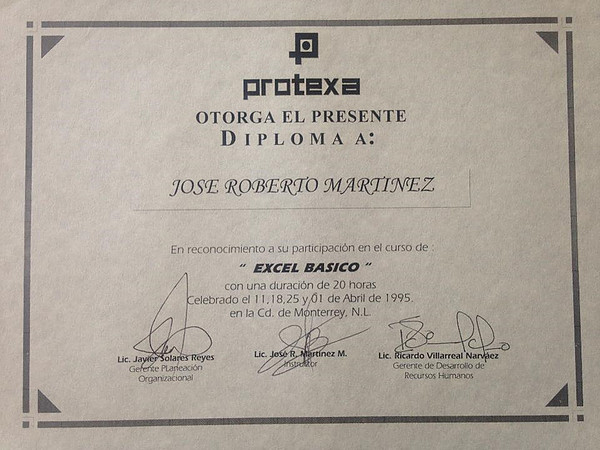 protexa
OTORGA EL PRESENTE
DIPLOMA A:
JOSE ROBERTO MARTINEZ
En reconocimiento a su participación en el curso de :
" EXCEL BASICO "
con una duración de 20 horas
Celebrado el 11,18,25 y 01 de Abril de 1995.
en la Cd. de Monterrey, N.L.
Lic. Javier Solares Reyes
Gerente PLaneación
Organizacional
Lic. José R. Martínez M.
Instructor
Lic. Ricardo Villarreal Narváez
Gerente de Desarrollo de
Recursos Humanos